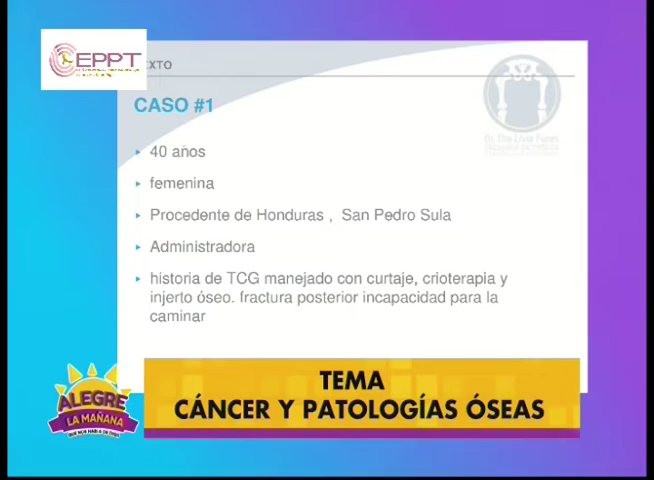 EPPT
EXTO
CASO #1
40 años
femenina
Procedente de Honduras , San Pedro Sula
Administradora
historia de TCG manejado con curtaje, crioterapia y
injerto óseo. fractura posterior incapacidad para la
caminar
ALEGRE
LA MAÑANA
TEMA
CÁNCER Y PATOLOGÍAS ÓSEAS